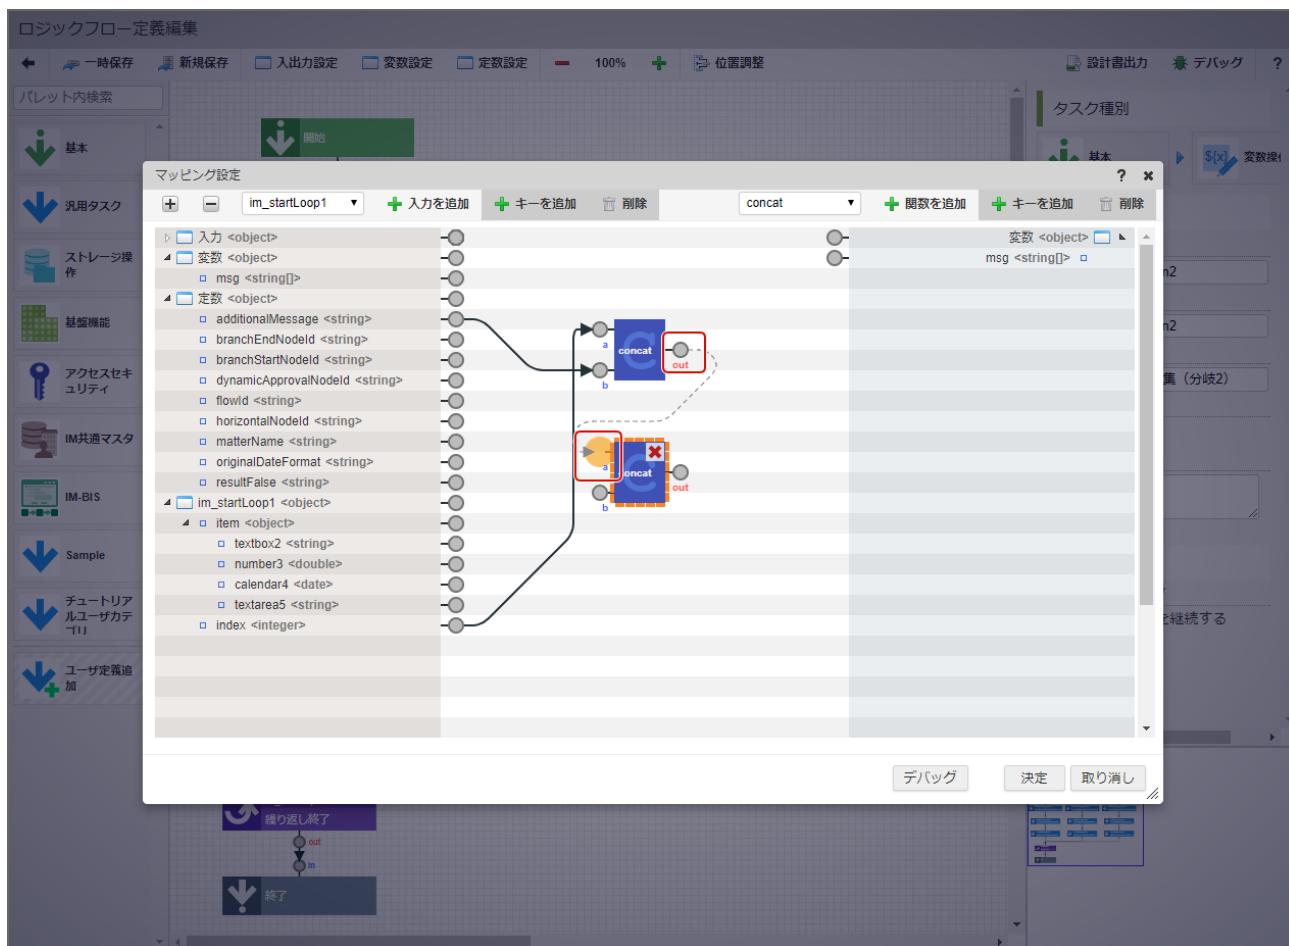 ロジックフロー定義編集
一時保存 新規保存 入出力設定 変数設定 定数設定 100% 位置調整 設計書出力 デバッグ ?
パレット内検索
基本
汎用タスク
ストレージ操作
基盤機能
アクセスセキュリティ
IM共通マスタ
IM-BIS
Sample
チュートリアルユーザカテゴリ
ユーザ定義追加
開始
タスク種別
基本
${x}
変数操作
マッピング設定 ?
im_startLoop1 入力を追加 キーを追加 削除 concat 関数を追加 キーを追加 削除
入力 <object>
変数 <object>
msg <string[]>
定数 <object>
additionalMessage <string>
branchEndNodeId <string>
branchStartNodeId <string>
dynamicApprovalNodeId <string>
flowId <string>
horizontalNodeId <string>
matterName <string>
originalDateFormat <string>
resultFalse <string>
im_startLoop1 <object>
item <object>
textbox2 <string>
number3 <double>
calendar4 <date>
textarea5 <string>
index <integer>
a
concat
out
b
a
concat
out
b
変数 <object>
msg <string[]>
n2
n2
集（分岐2）
を継続する
デバッグ 決定 取り消し
繰り返し終了
out
in
終了